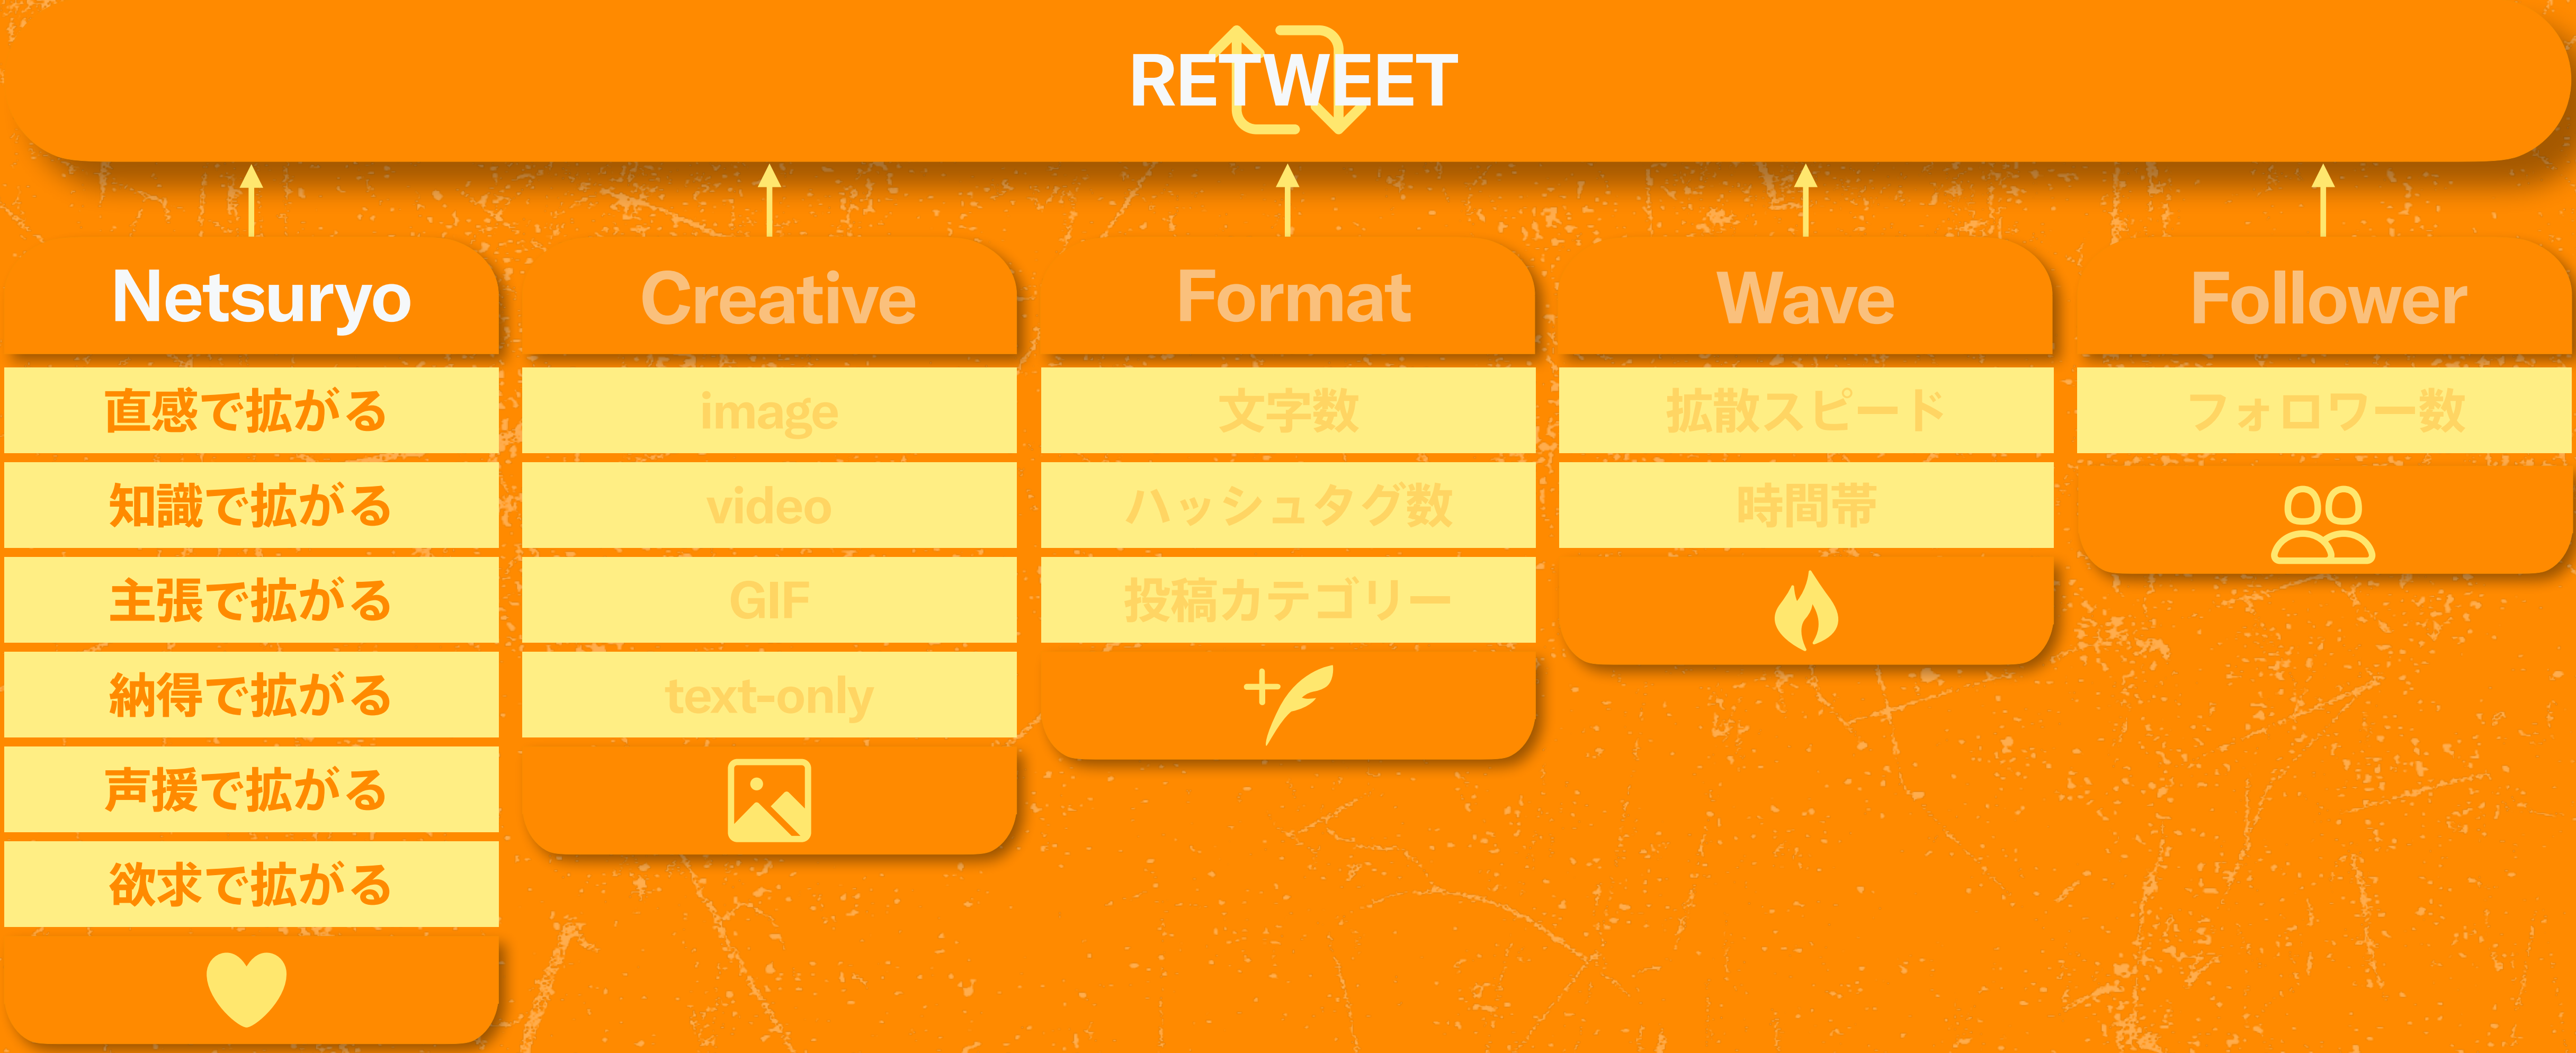 RETWEET
Netsuryo
直感で拡がる
知識で拡がる
主張で拡がる
納得で拡がる
声援で拡がる
欲求で拡がる
Creative
image
video
GIF
text-only
Format
文字数
ハッシュタグ数
投稿カテゴリー
Wave
拡散スピード
時間帯
Follower
フォロワー数